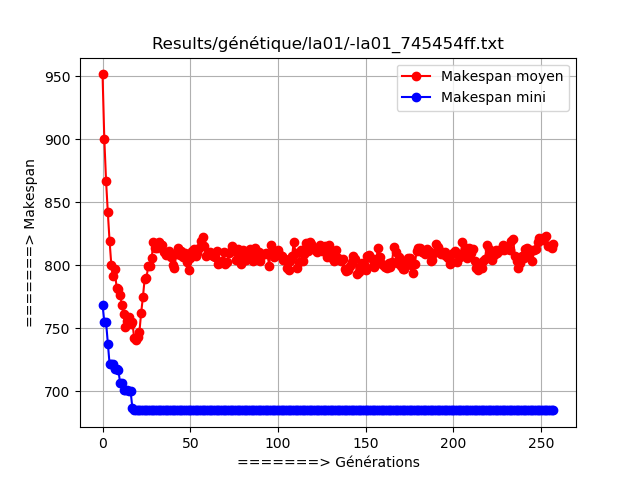 Results/génétique/la01/-la01_745454ff.txt
Makespan moyen
Makespan mini
=======> Makespan
950
900
850
800
750
700
0 50 100 150 200 250
=======> Générations